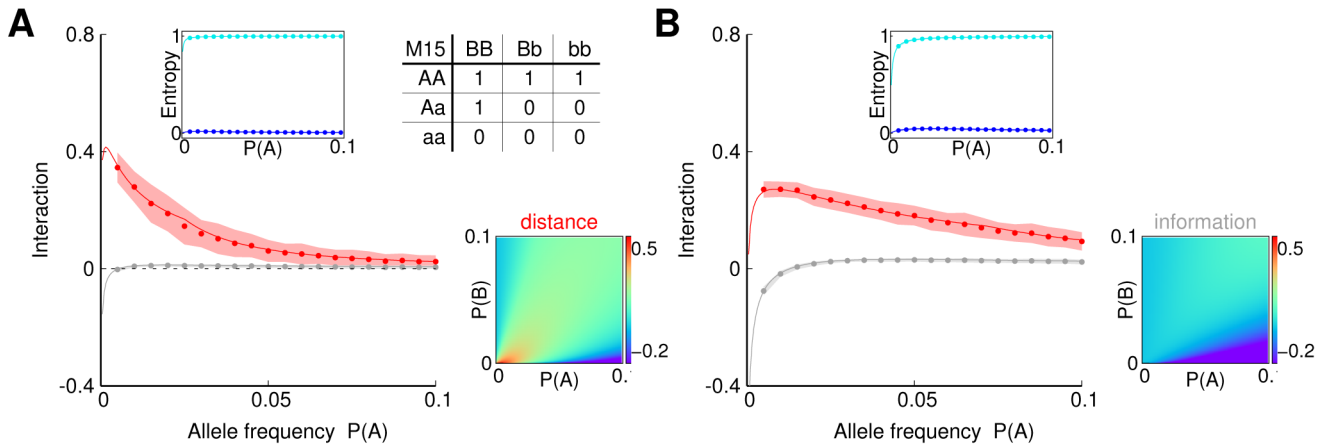 A
0.8
0.4
0
-0.4
Interaction
0
0.05
0.1
Allele frequency P(A)
1
0
Entropy
0
P(A)
0.1
M15 BB Bb bb
AA 1 1 1
Aa 1 0 0
aa 0 0 0
distance
0.1
0
P(B)
0
P(A)
0.
0.5
−0.2
B
0.8
0.4
0
-0.4
Interaction
0
0.05
0.1
Allele frequency P(A)
1
0
Entropy
0
P(A)
0.1
information
0.1
0
P(B)
0
P(A)
0.
0.5
−0.2